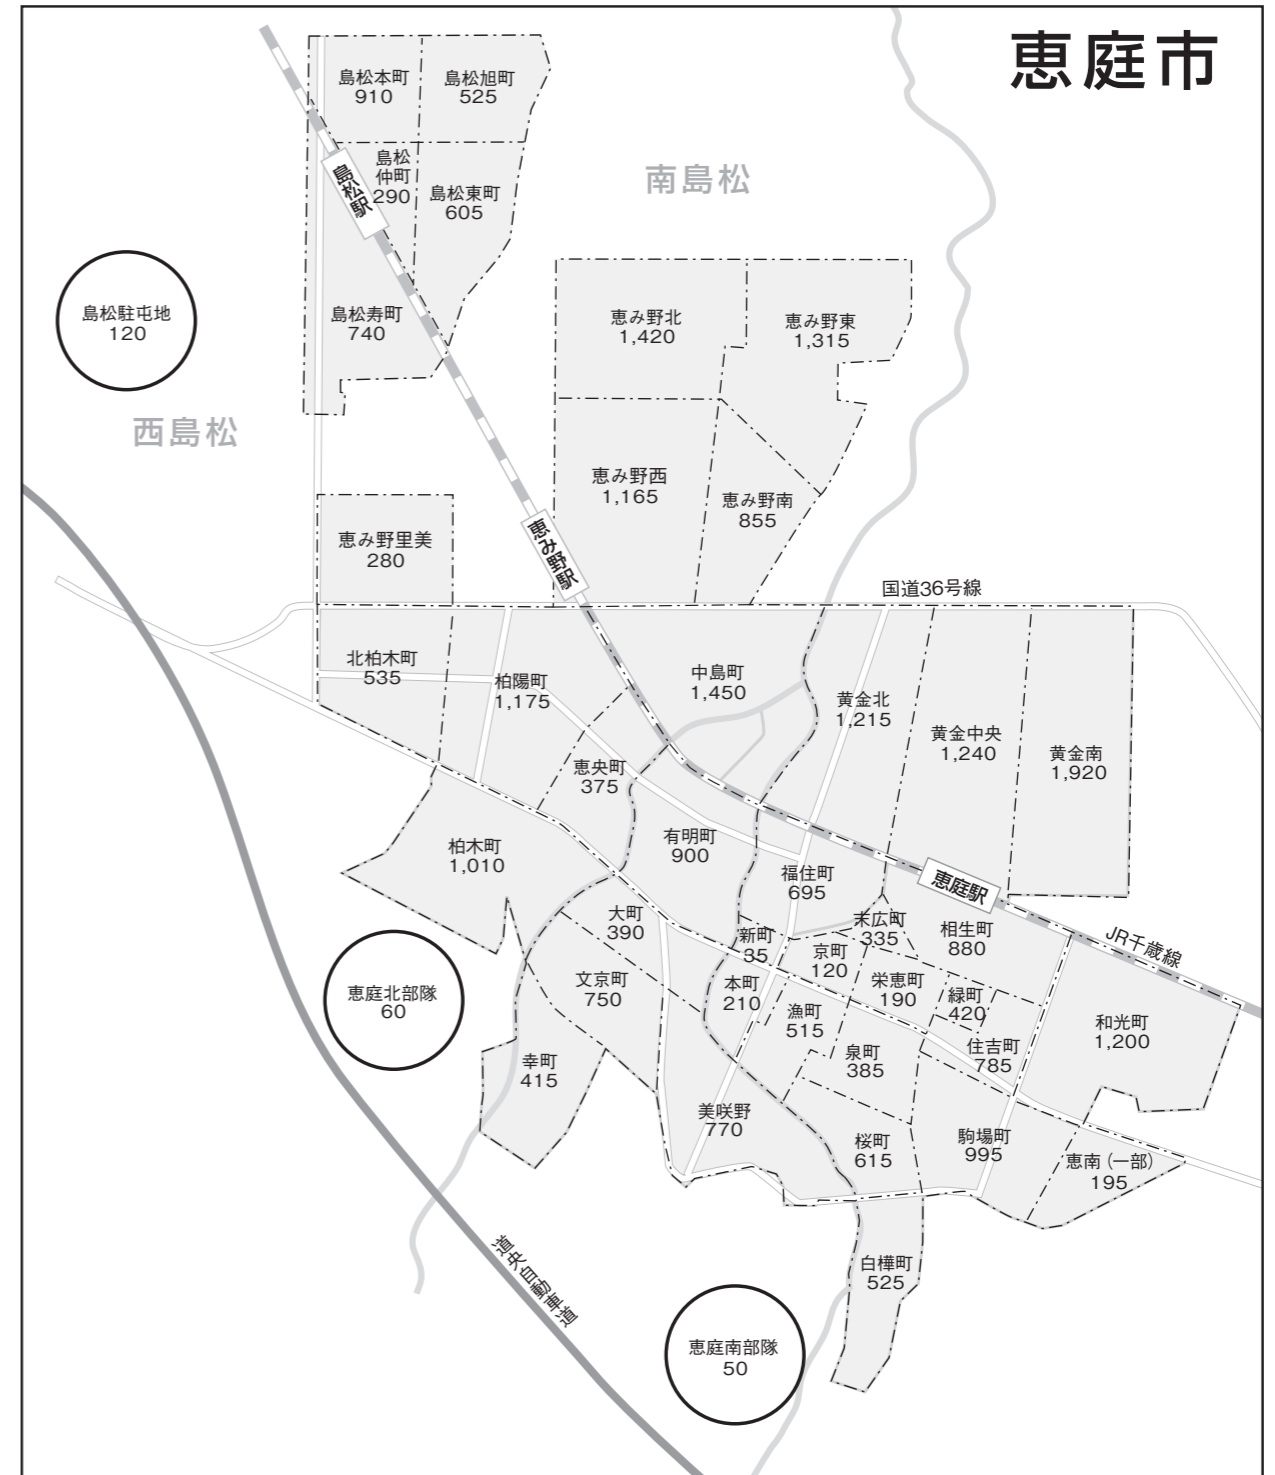 恵庭市
島松本町
910
島松旭町
525
島松
仲町
290
島松東町
605
島松駅
南島松
島松駐屯地
120
島松寿町
740
西島松
恵み野北
1,420
恵み野東
1,315
恵み野西
1,165
恵み野南
855
恵み野里美
280
恵み野駅
国道36号線
北柏木町
535
柏陽町
1,175
中島町
1,450
黄金北
1,215
黄金中央
1,240
黄金南
1,920
恵央町
375
柏木町
1,010
有明町
900
福住町
695
恵庭駅
JR千歳線
大町
390
新町
35
末広町
335
相生町
880
京町
120
文京町
750
本町
210
栄恵町
190
緑町
420
漁町
515
和光町
1,200
恵庭北部隊
60
幸町
415
泉町
385
住吉町
785
美咲野
770
桜町
615
駒場町
995
恵南（一部）
195
道央自動車道
白樺町
525
恵庭南部隊
50